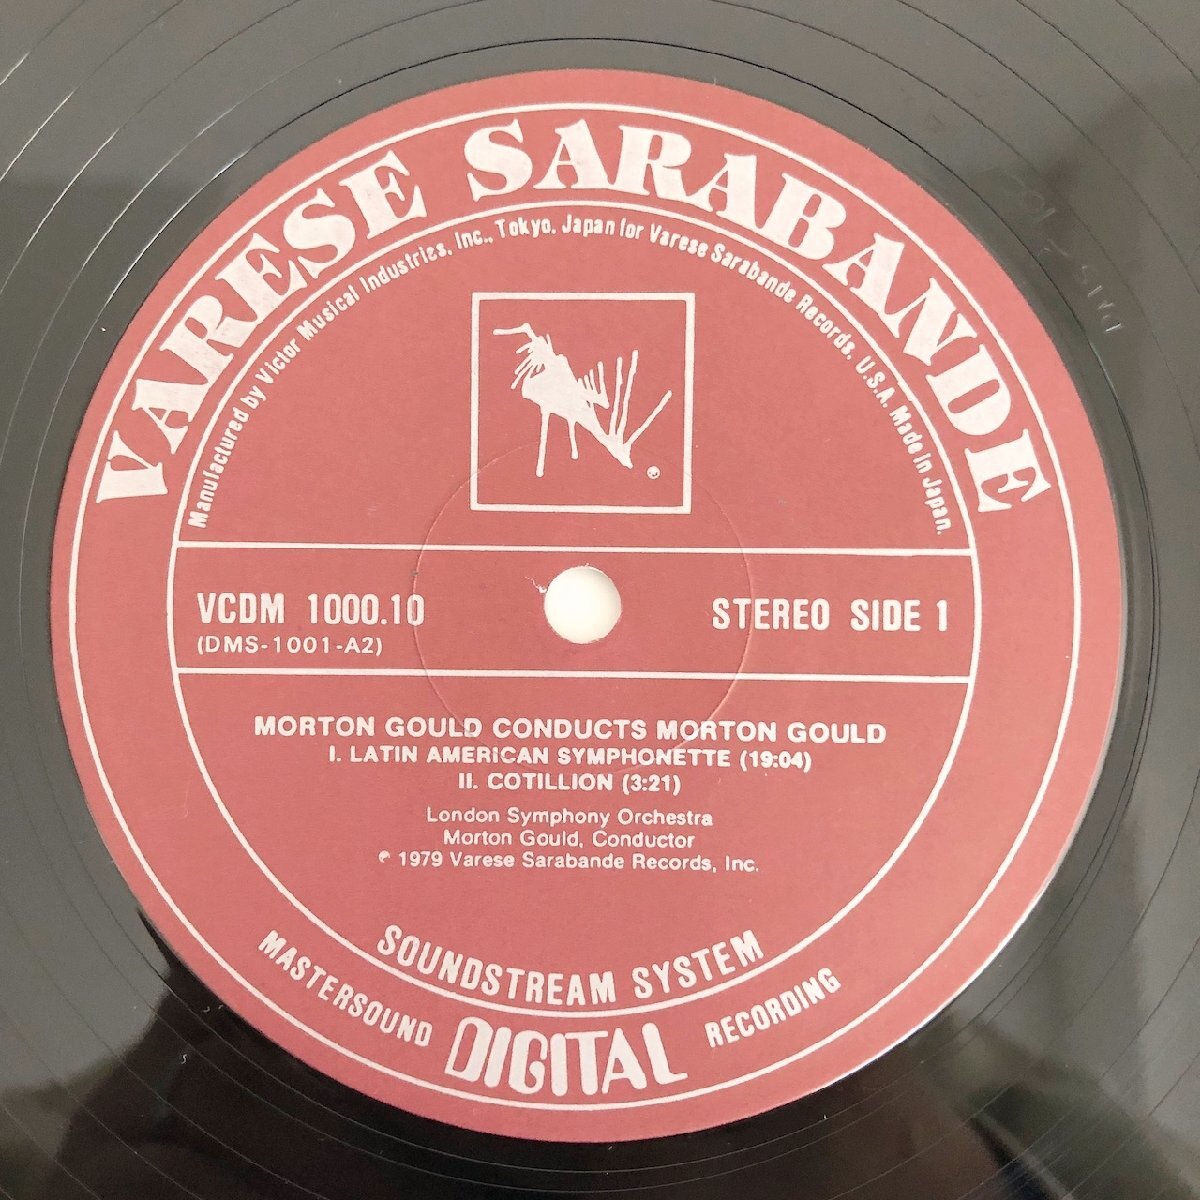 VARESE SARABANDE
Manufactured by Victor Musical Industries, Inc., Tokyo, Japan for Varese Sarabande Records, U.S.A. Made in Japan.
VCDM 1000.10
(DMS-1001-A2)
STEREO SIDE 1
MORTON GOULD CONDUCTS MORTON GOULD
I. LATIN AMERICAN SYMPHONETTE (19:04)
II. COTILLION (3:21)
London Symphony Orchestra
Morton Gould, Conductor
℗ 1979 Varese Sarabande Records, Inc.
SOUNDSTREAM SYSTEM
MASTERSOUND DIGITAL RECORDING